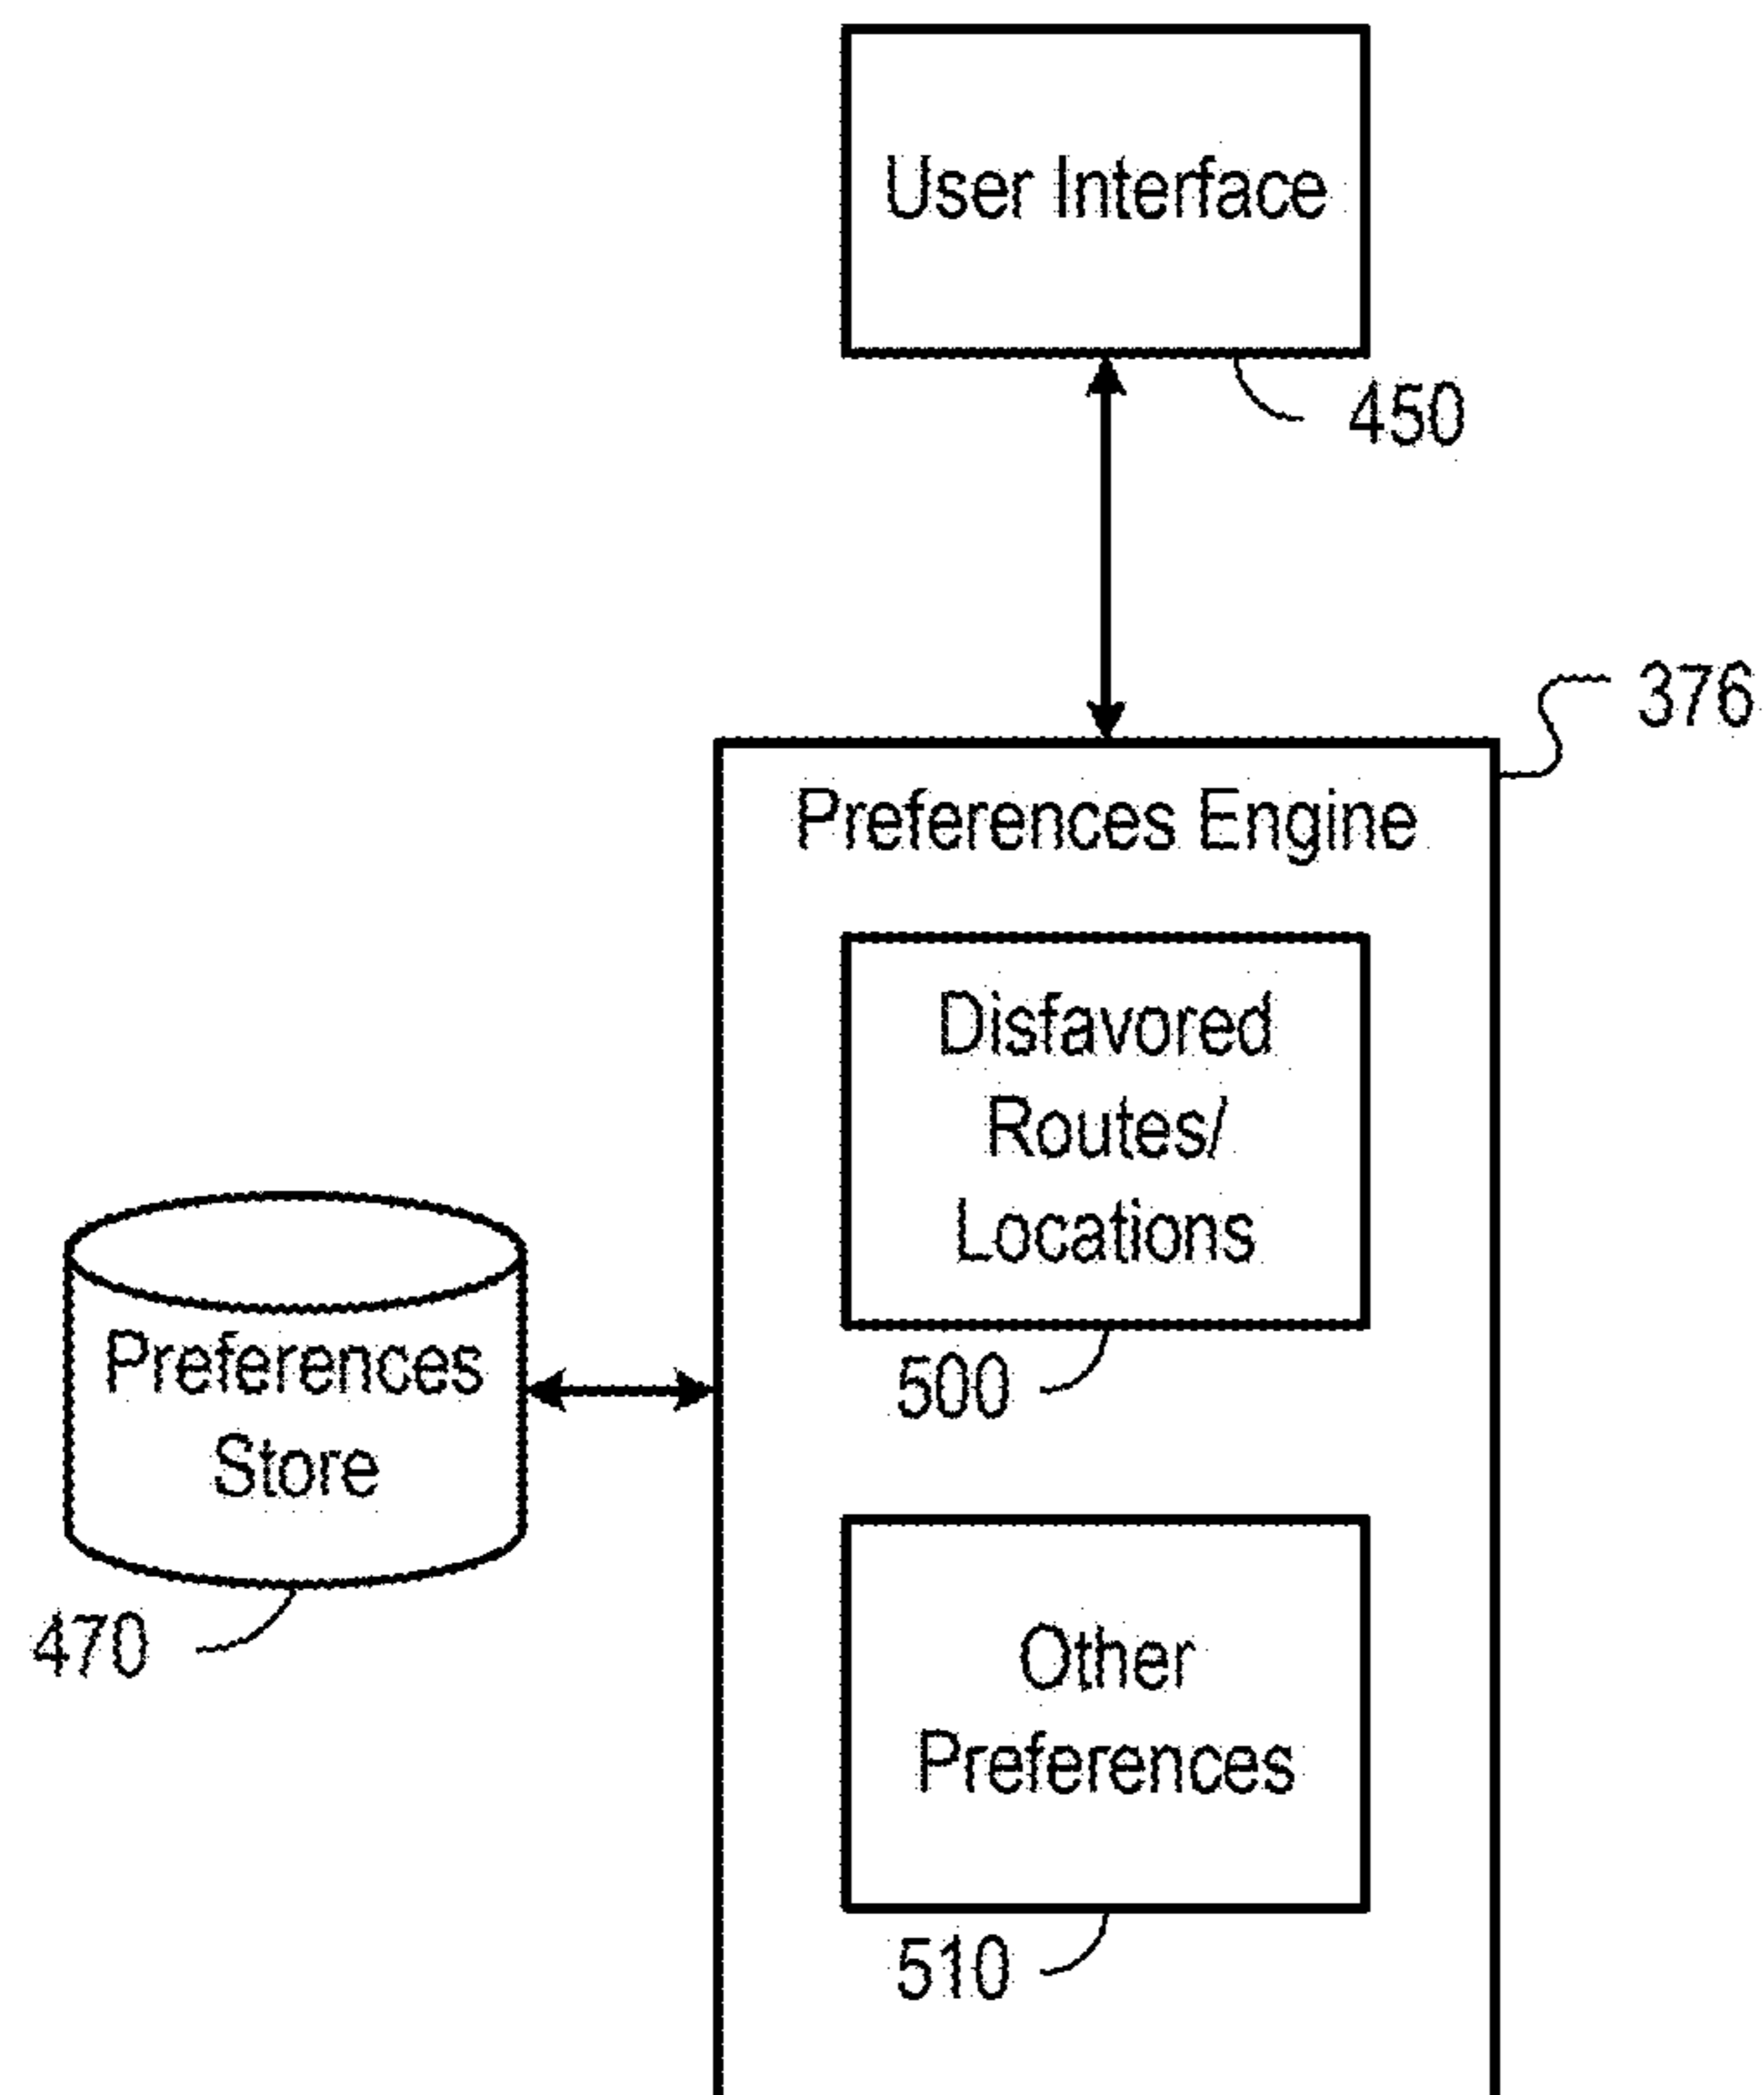 User Interface
450
376
Preferences Engine
Disfavored
Routes/
Locations
500
Preferences
Store
470
Other
Preferences
510